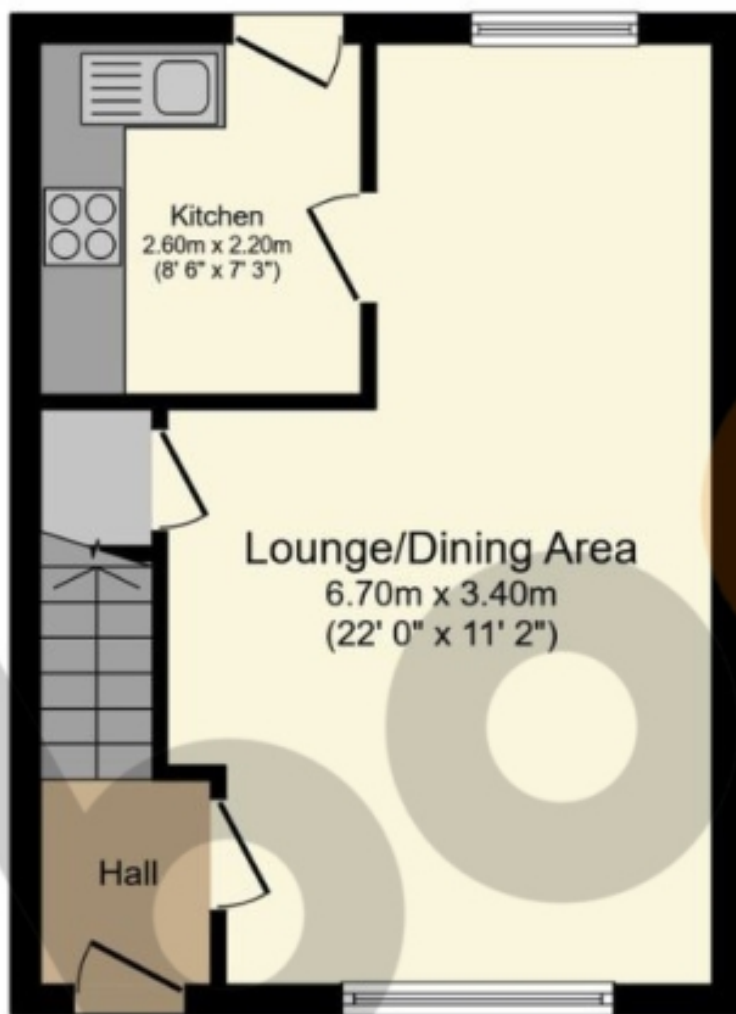 Kitchen
2.60m x 2.20m
(8' 6" x 7' 3")
Lounge/Dining Area
6.70m x 3.40m
(22' 0" x 11' 2")
Hall